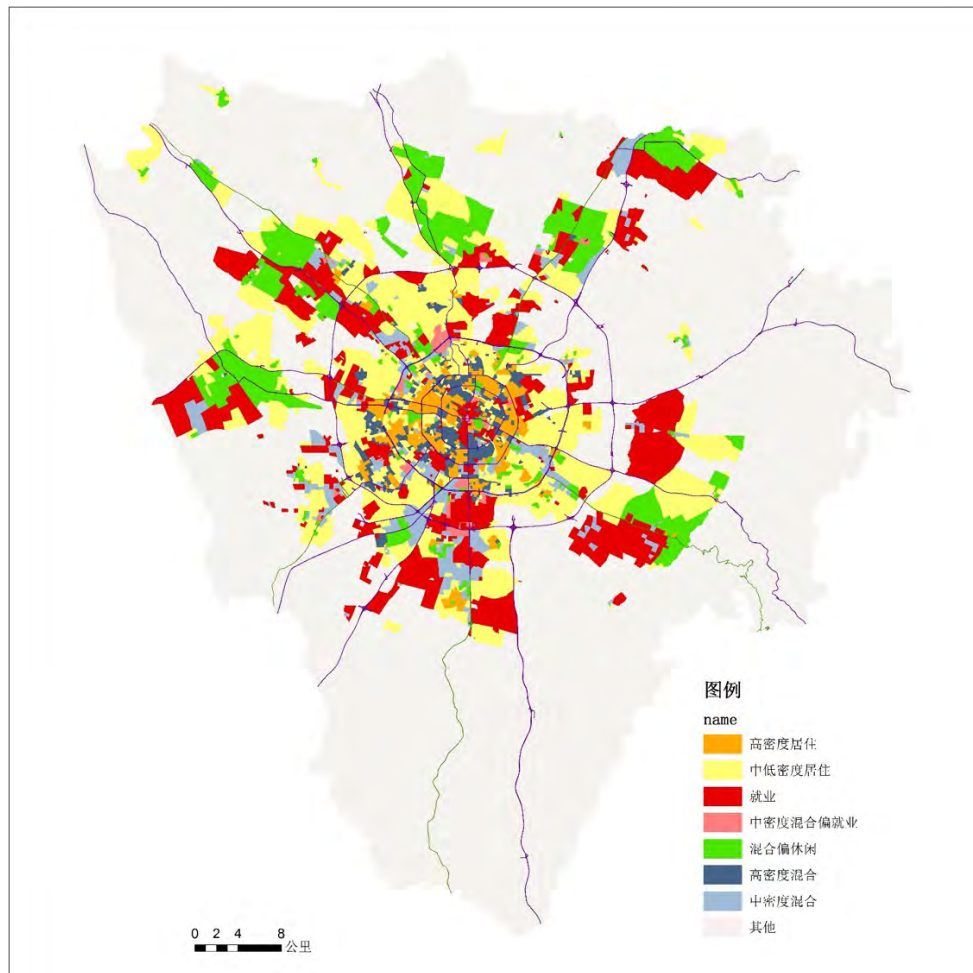 图例
name
高密度居住
中低密度居住
就业
中密度混合偏就业
混合偏休闲
高密度混合
中密度混合
其他
0 2 4 8
公里